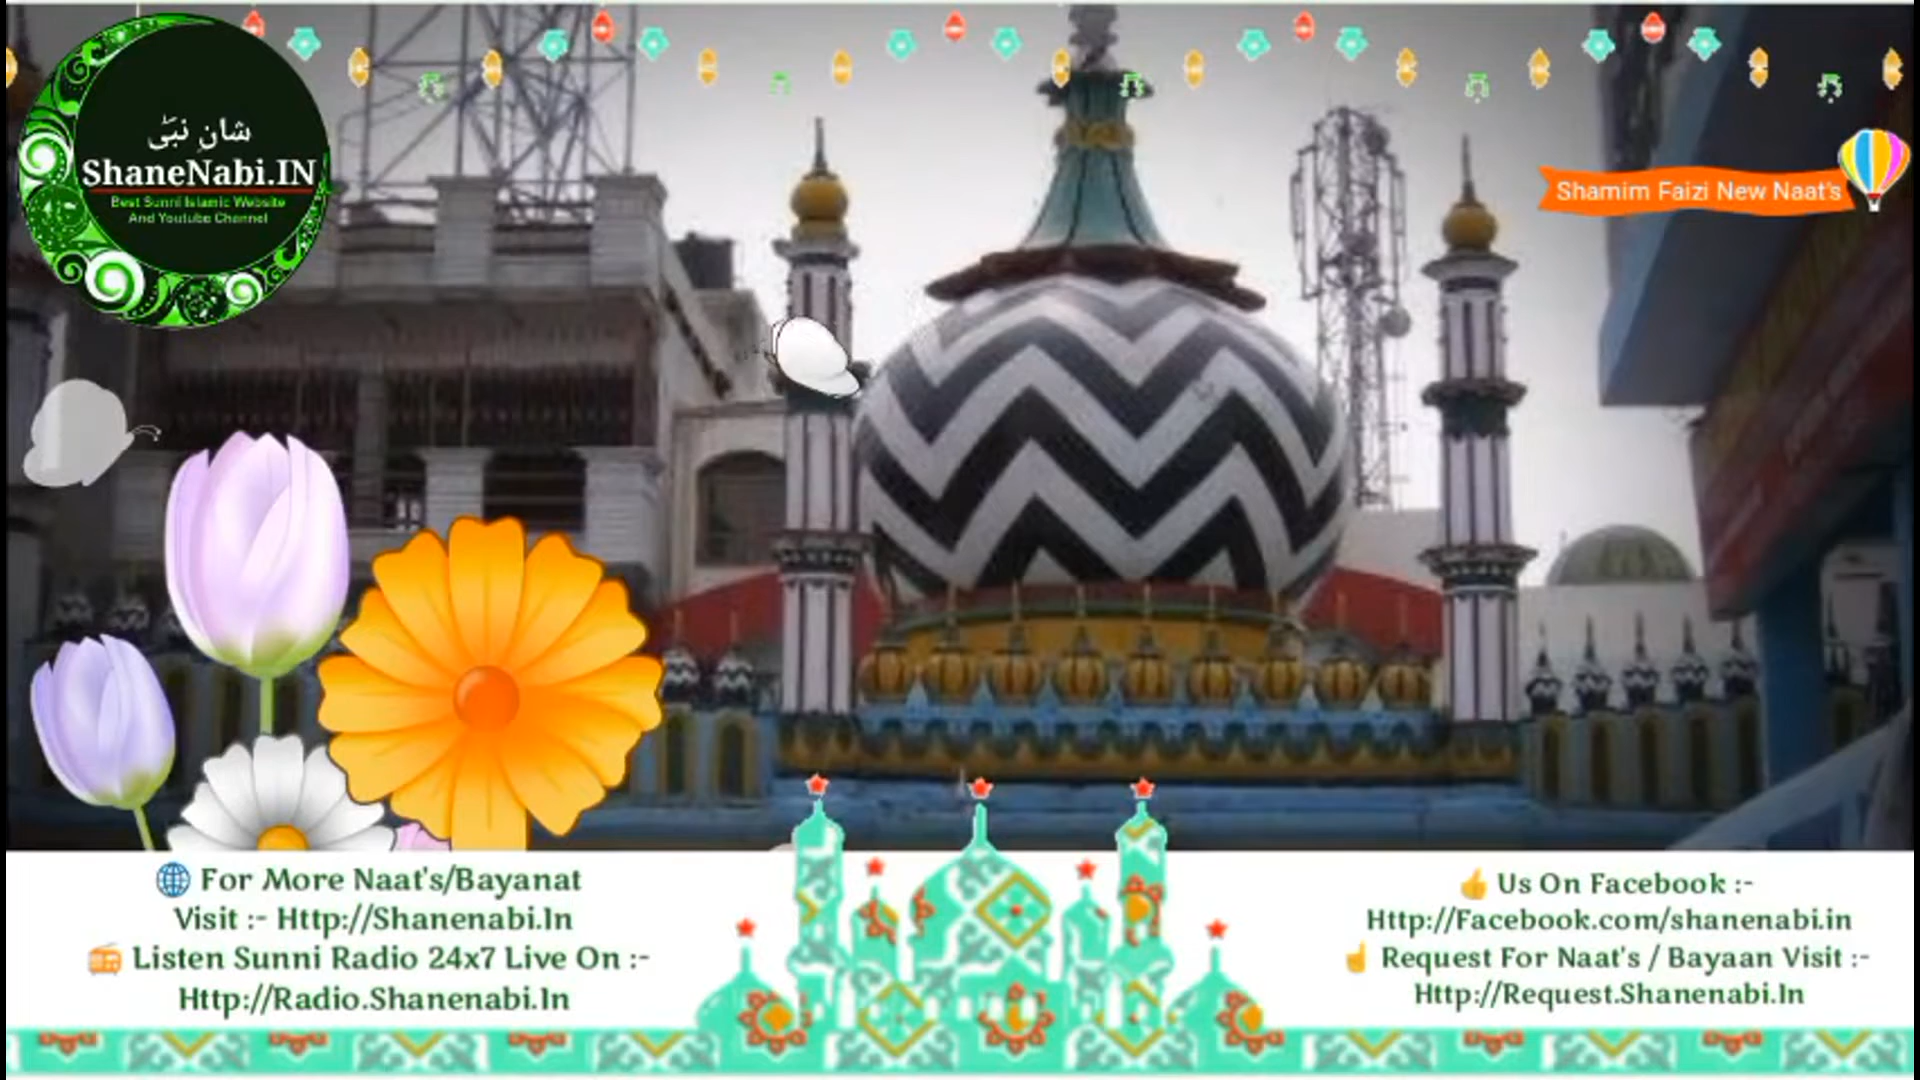 شانِ نبیؐ
ShaneNabi.IN
Best Sunni Islamic Website
And Youtube Channel
Shamim Faizi New Naat's
For More Naat's/Bayanat
Visit :- Http://Shanenabi.In
Listen Sunni Radio 24x7 Live On :-
Http://Radio.Shanenabi.In
Us On Facebook :-
Http://Facebook.com/shanenabi.in
Request For Naat's / Bayaan Visit :-
Http://Request.Shanenabi.In